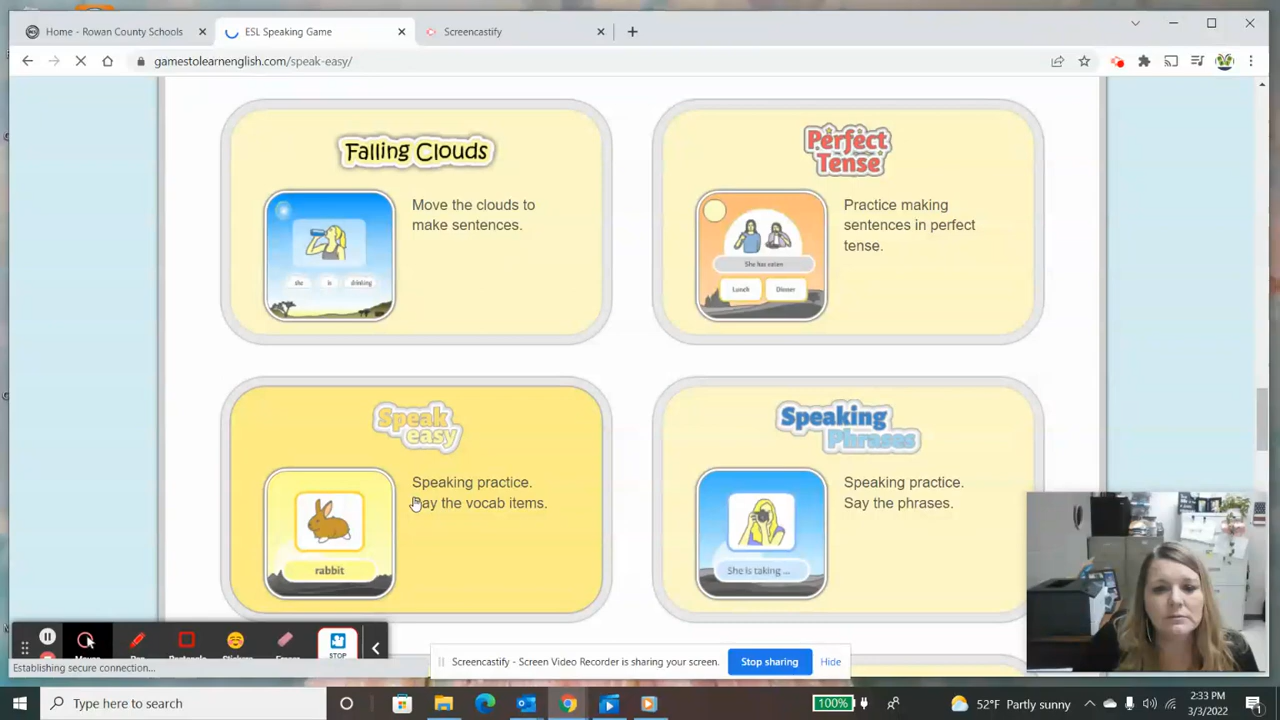 Home - Rowan County Schools
ESL Speaking Game
Screencastify
gamestolearnenglish.com/speak-easy/
Falling Clouds
Move the clouds to
make sentences.
she is drinking
Perfect
Tense
Practice making
sentences in perfect
tense.
She has eaten
Lunch Dinner
Speak
easy
Speaking practice.
Say the vocab items.
rabbit
Speaking
Phrases
Speaking practice.
Say the phrases.
She is taking ...
STOP
Establishing secure connection...
Screencastify - Screen Video Recorder is sharing your screen.
Stop sharing
Hide
Type here to search
100%
52°F Partly sunny
2:33 PM
3/3/2022
1